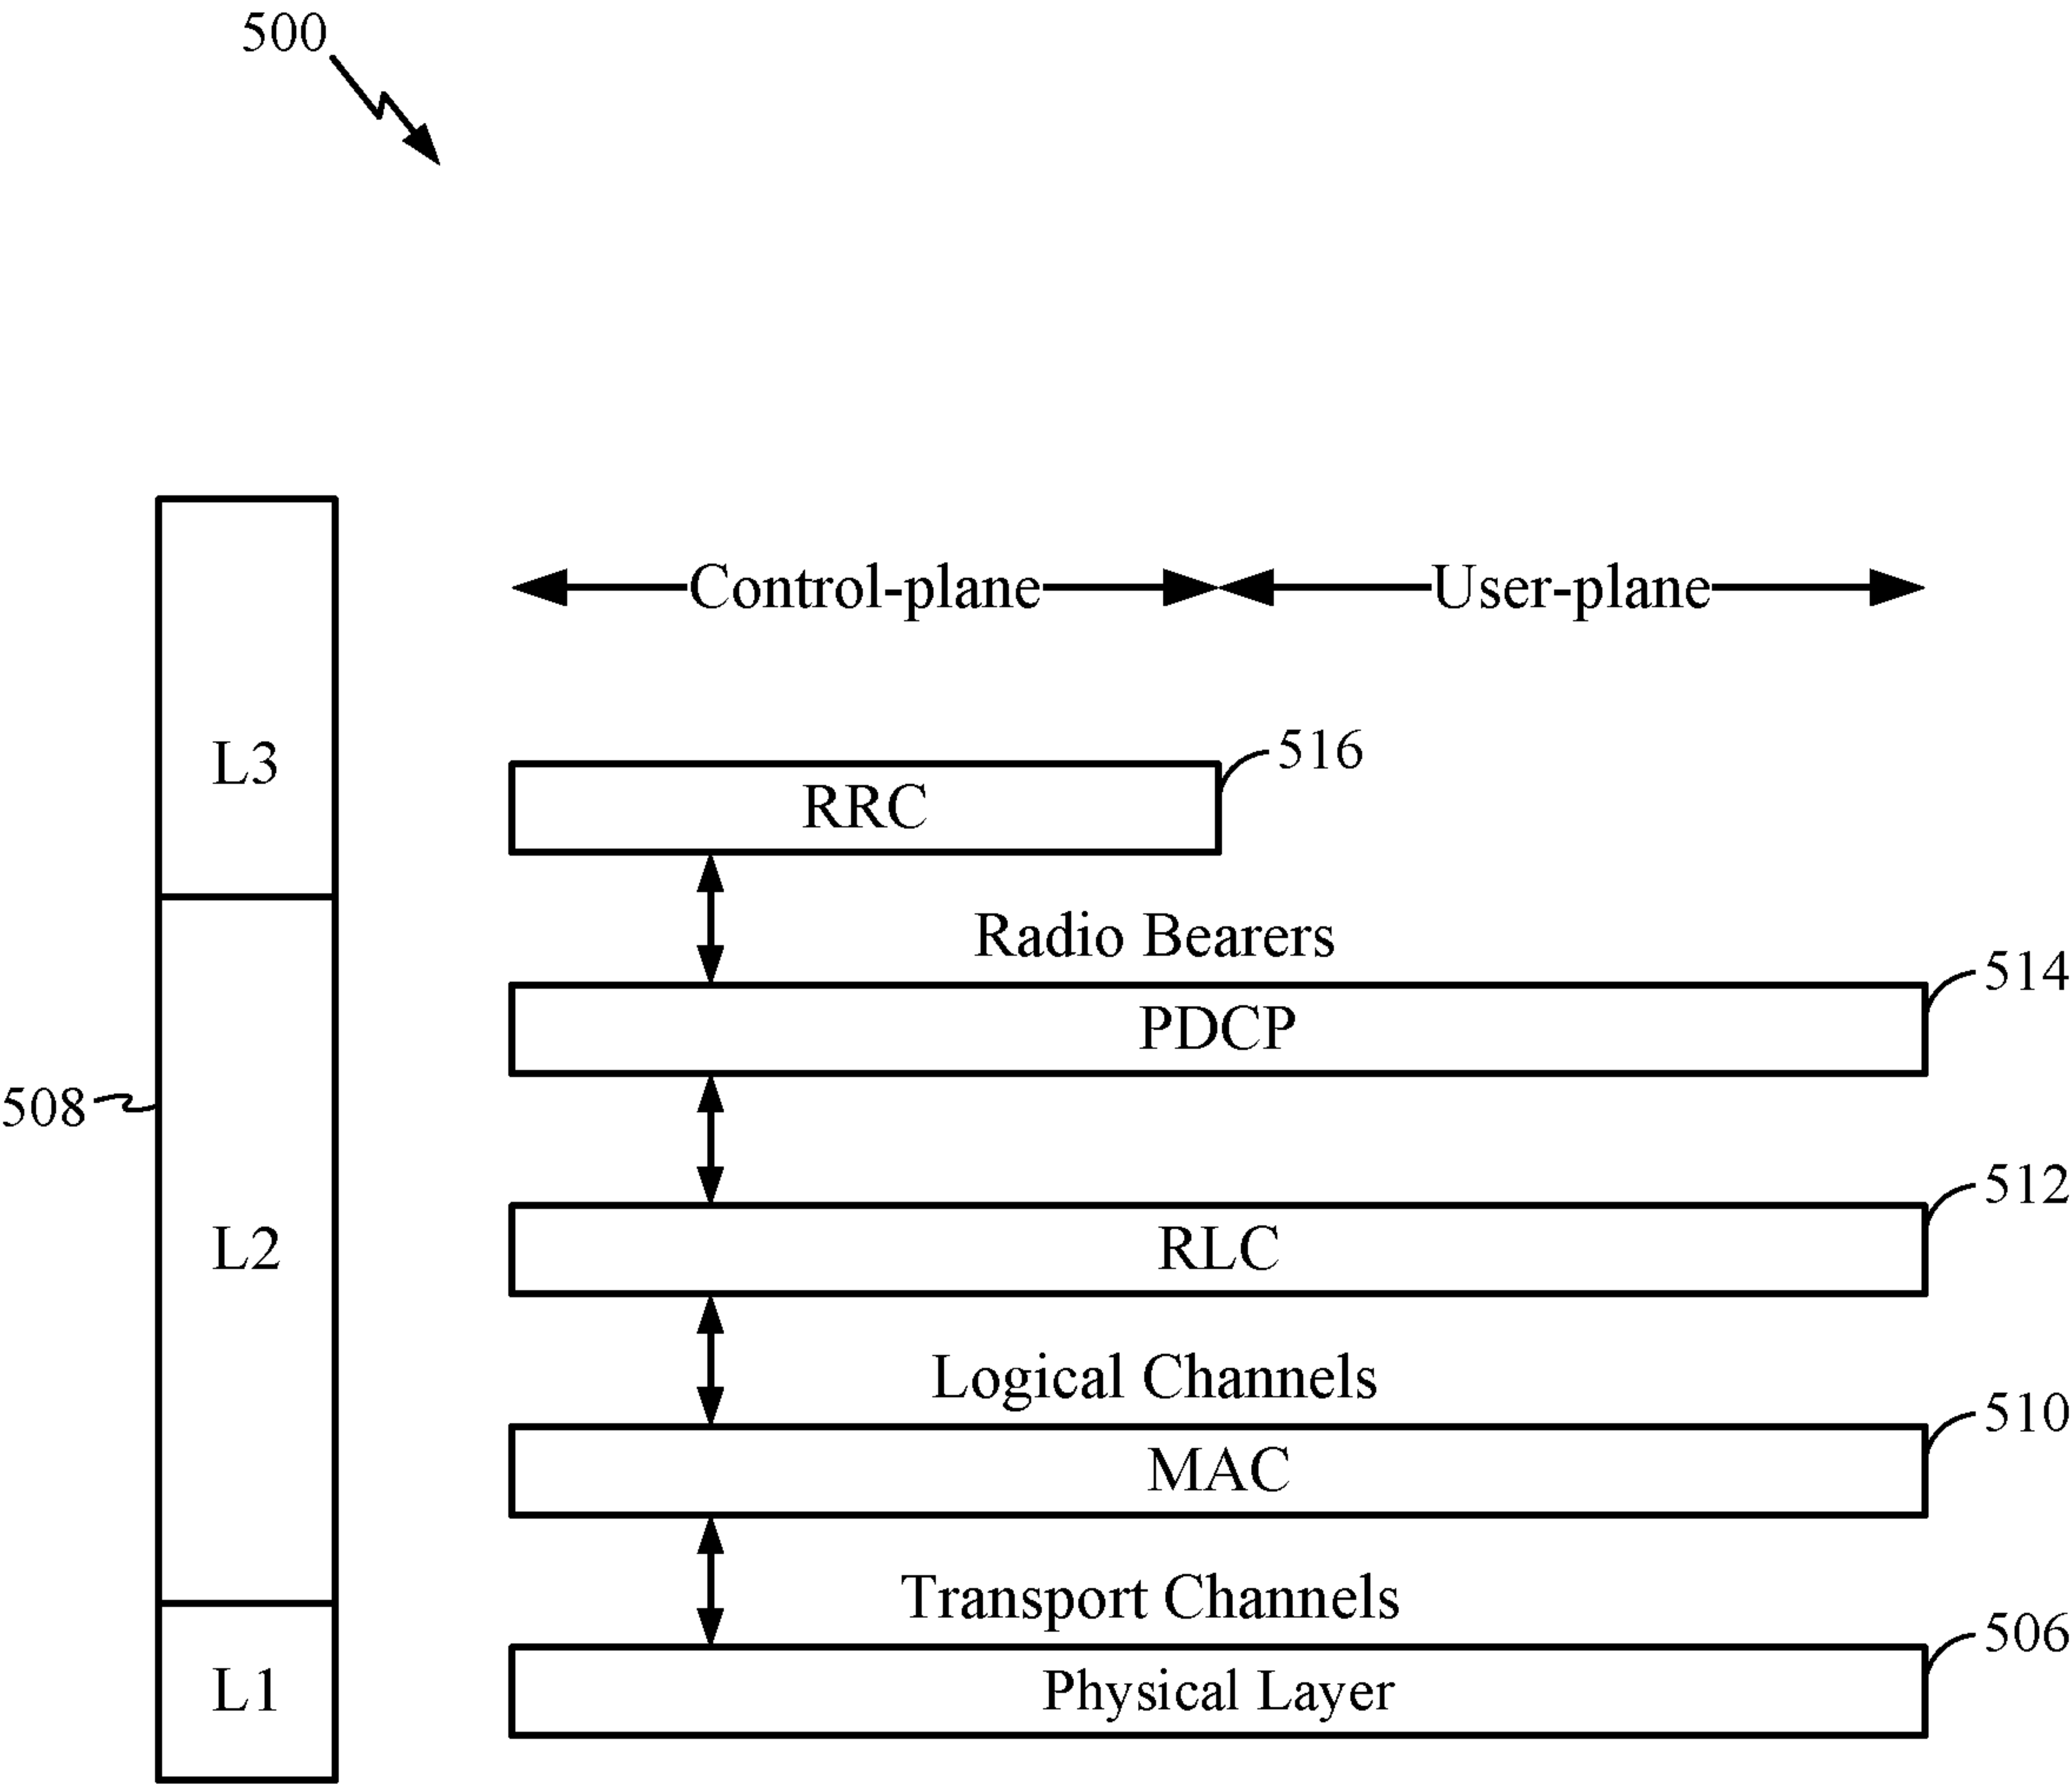 500
Control-plane
User-plane
L3
516
RRC
Radio Bearers
514
PDCP
508
512
L2
RLC
Logical Channels
510
MAC
Transport Channels
506
L1
Physical Layer